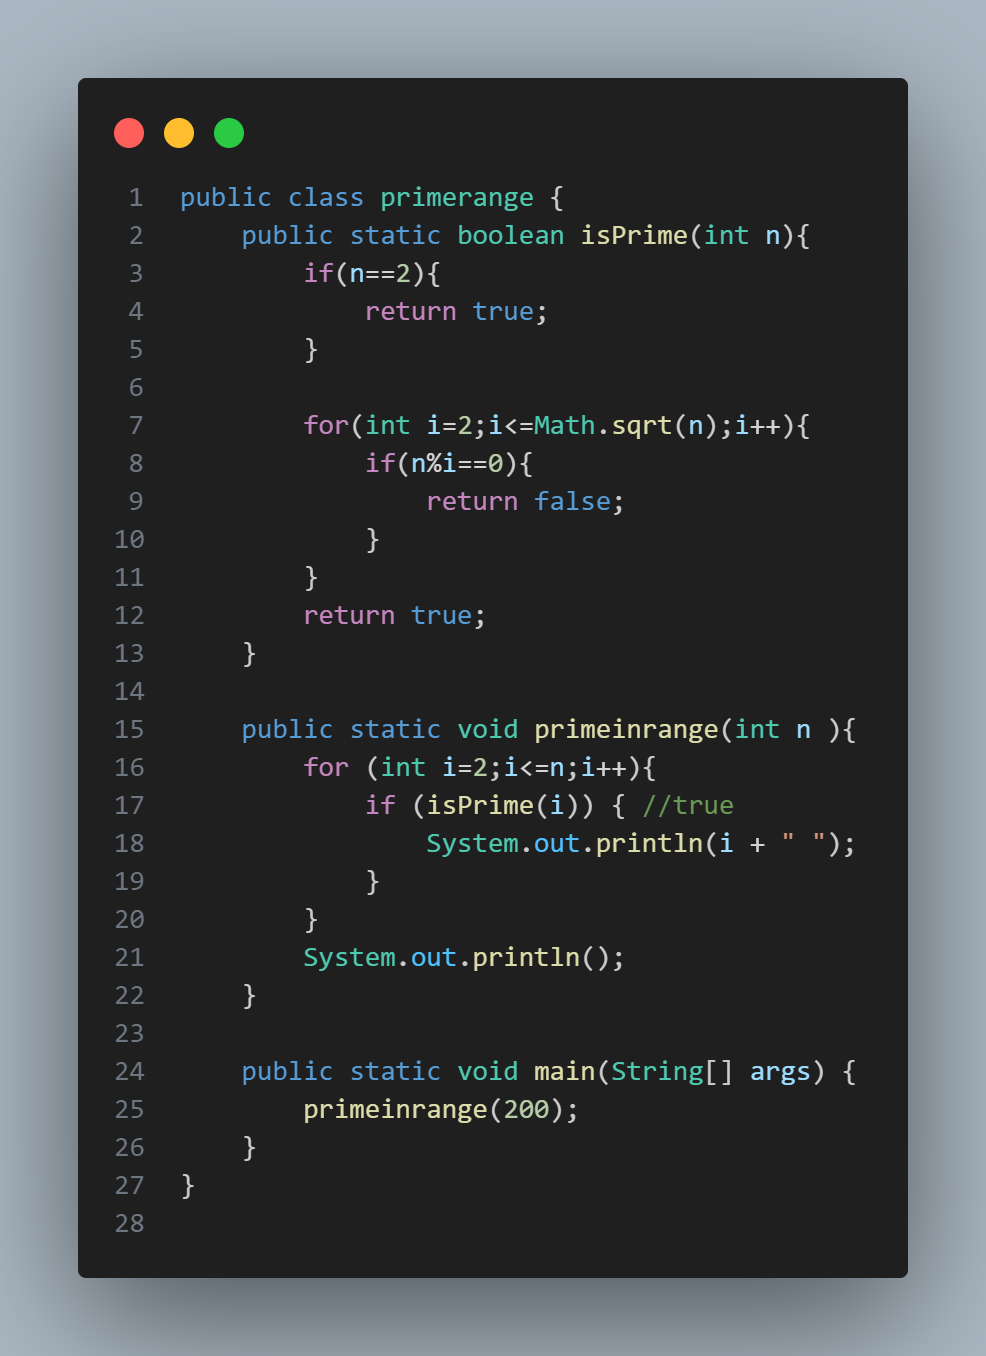 1 public class primerange {
2     public static boolean isPrime(int n){
3         if(n==2){
4             return true;
5         }
6
7         for(int i=2;i<=Math.sqrt(n);i++){
8             if(n%i==0){
9                 return false;
10             }
11         }
12         return true;
13     }
14
15     public static void primeinrange(int n ){
16         for (int i=2;i<=n;i++){
17             if (isPrime(i)) { //true
18                 System.out.println(i + " ");
19             }
20         }
21         System.out.println();
22     }
23
24     public static void main(String[] args) {
25         primeinrange(200);
26     }
27 }
28